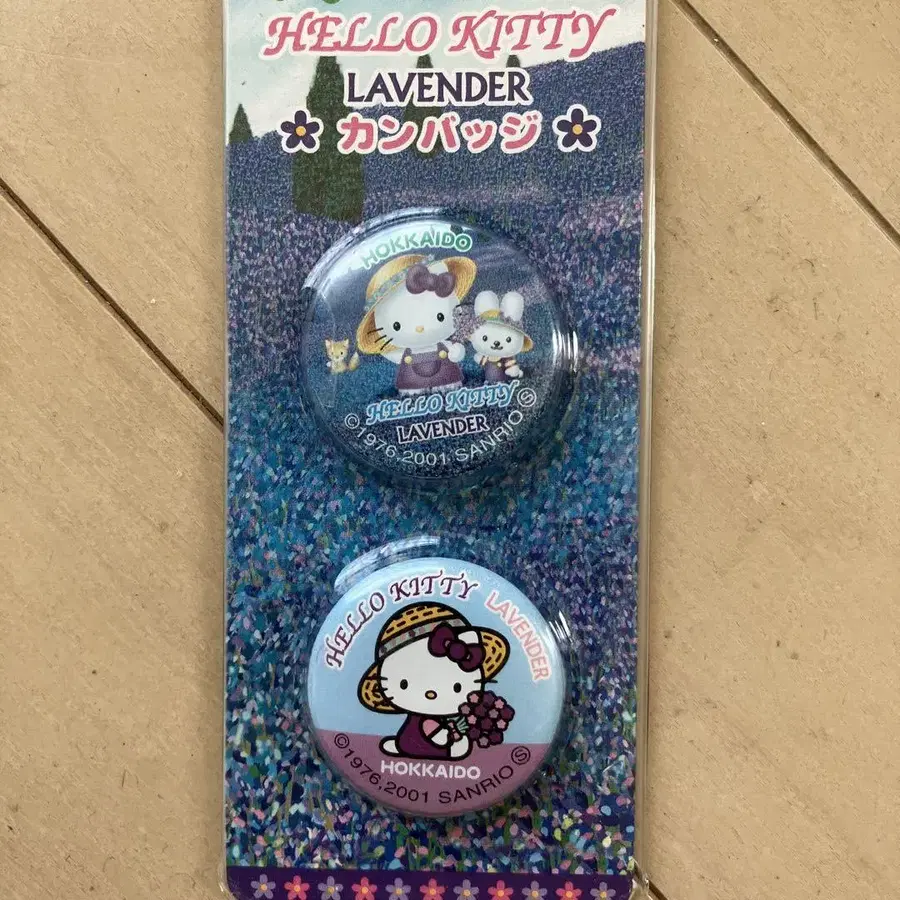 HELLO KITTY
LAVENDER
カンバッジ
HOKKAIDO
HELLO KITTY
LAVENDER
©1976,2001 SANRIO Ⓢ
HELLO KITTY LAVENDER
HOKKAIDO
©1976,2001 SANRIO Ⓢ